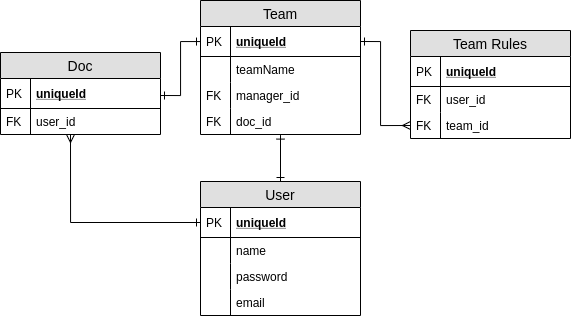 Team
PK uniqueId
teamName
FK manager_id
FK doc_id
Doc
PK uniqueId
FK user_id
Team Rules
PK uniqueId
FK user_id
FK team_id
User
PK uniqueId
name
password
email